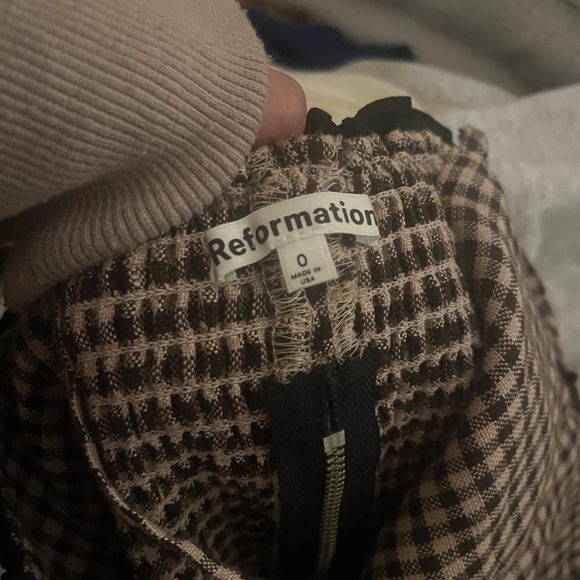 Reformation
0
MADE IN
USA